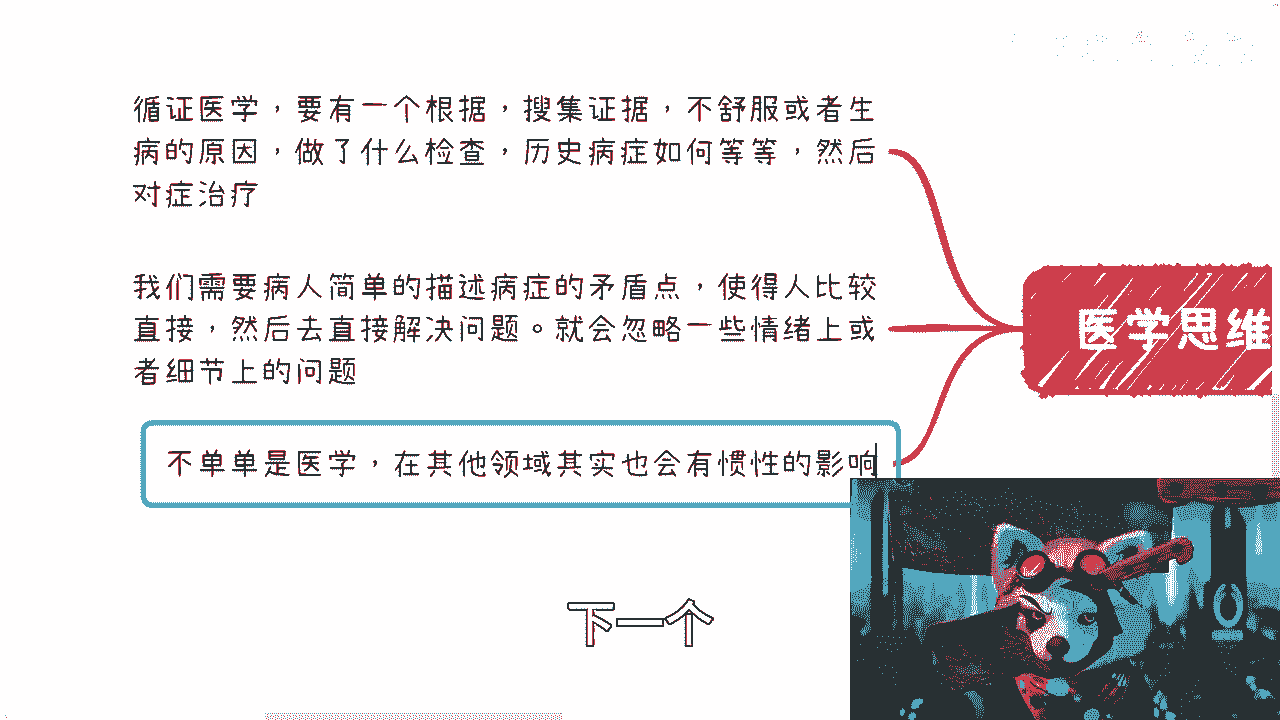 循证医学，要有一个根据，搜集证据，不舒服或者生
病的原因，做了什么检查，历史病症如何等等，然后
对症治疗
我们需要病人简单的描述病症的矛盾点，使得人比较
直接，然后去直接解决问题。就会忽略一些情绪上或
者细节上的问题
医学思维
不单单是医学，在其他领域其实也会有惯性的影响
下一个